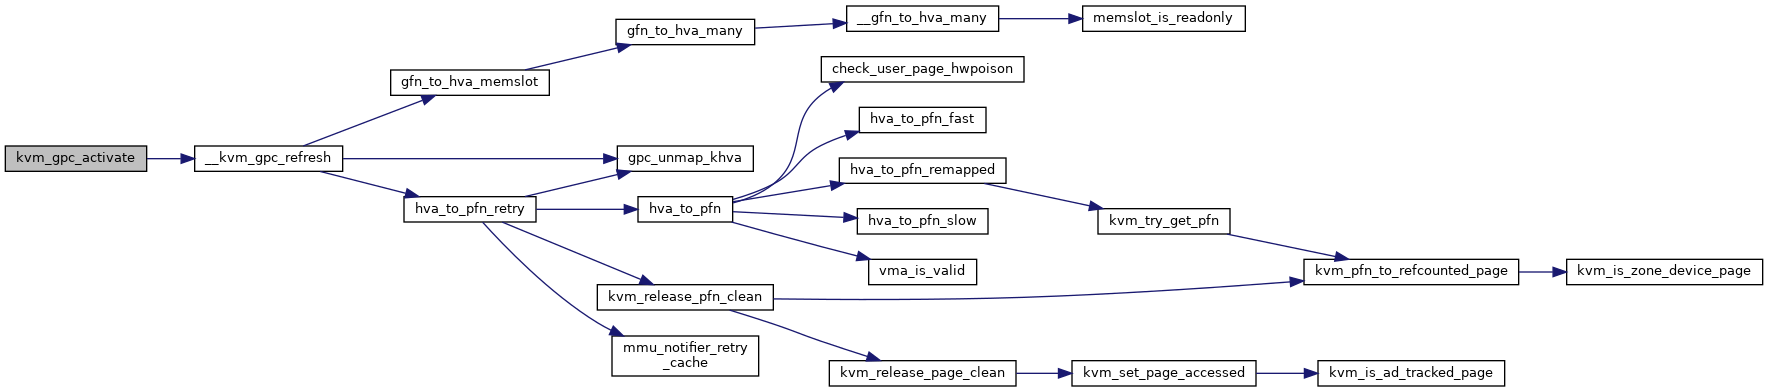 kvm_gpc_activate
__kvm_gpc_refresh
gfn_to_hva_memslot
gfn_to_hva_many
__gfn_to_hva_many
memslot_is_readonly
gpc_unmap_khva
hva_to_pfn_retry
hva_to_pfn
check_user_page_hwpoison
hva_to_pfn_fast
hva_to_pfn_remapped
kvm_try_get_pfn
kvm_pfn_to_refcounted_page
kvm_is_zone_device_page
hva_to_pfn_slow
vma_is_valid
kvm_release_pfn_clean
kvm_release_page_clean
kvm_set_page_accessed
kvm_is_ad_tracked_page
mmu_notifier_retry
_cache